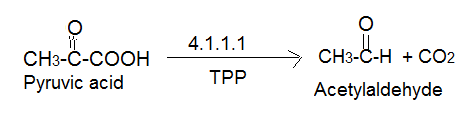 O
CH3-C-COOH
Pyruvic acid
4.1.1.1
TPP
O
CH3-C-H + CO2
Acetylaldehyde